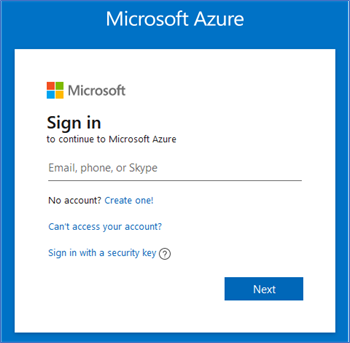 Microsoft Azure
Microsoft
Sign in
to continue to Microsoft Azure
Email, phone, or Skype
No account? Create one!
Can't access your account?
Sign in with a security key ?
Next